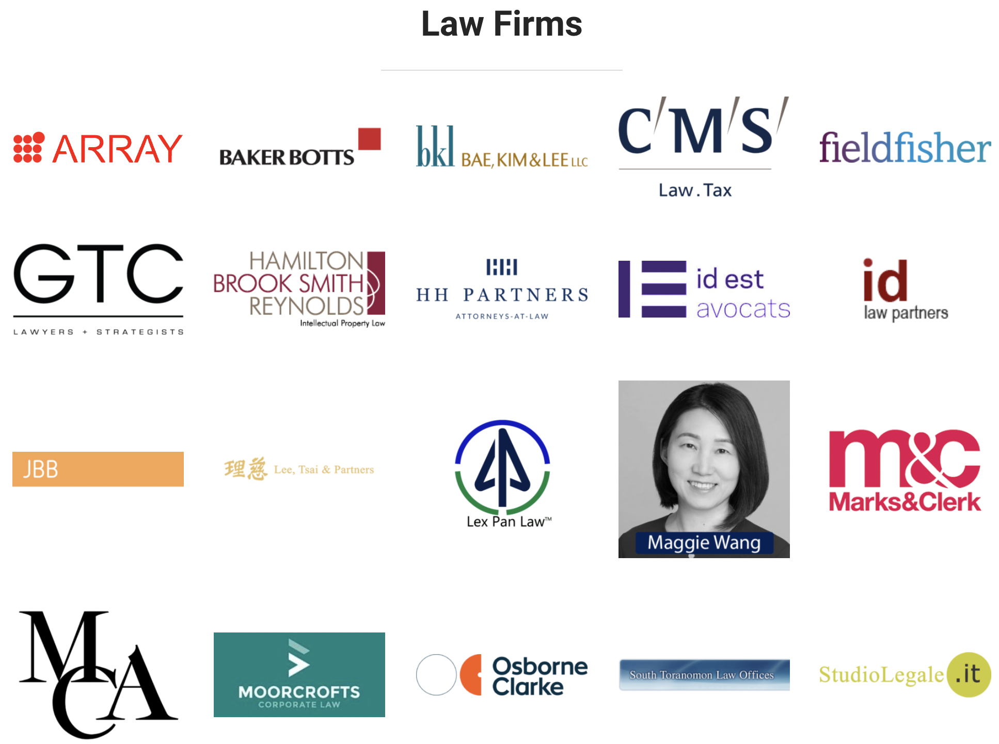 Law Firms
ARRAY
BAKER BOTTS
bkl BAE, KIM & LEE LLC
C'M'S'
Law . Tax
fieldfisher
GTC
LAWYERS + STRATEGISTS
HAMILTON
BROOK SMITH
REYNOLDS
Intellectual Property Law
HH PARTNERS
ATTORNEYS-AT-LAW
id est
avocats
id
law partners
JBB
理慈 Lee, Tsai & Partners
Lex Pan Law™
Maggie Wang
m&c
Marks&Clerk
MCA
MOORCROFTS
CORPORATE LAW
Osborne
Clarke
South Toranomon Law Offices
StudioLegale.it